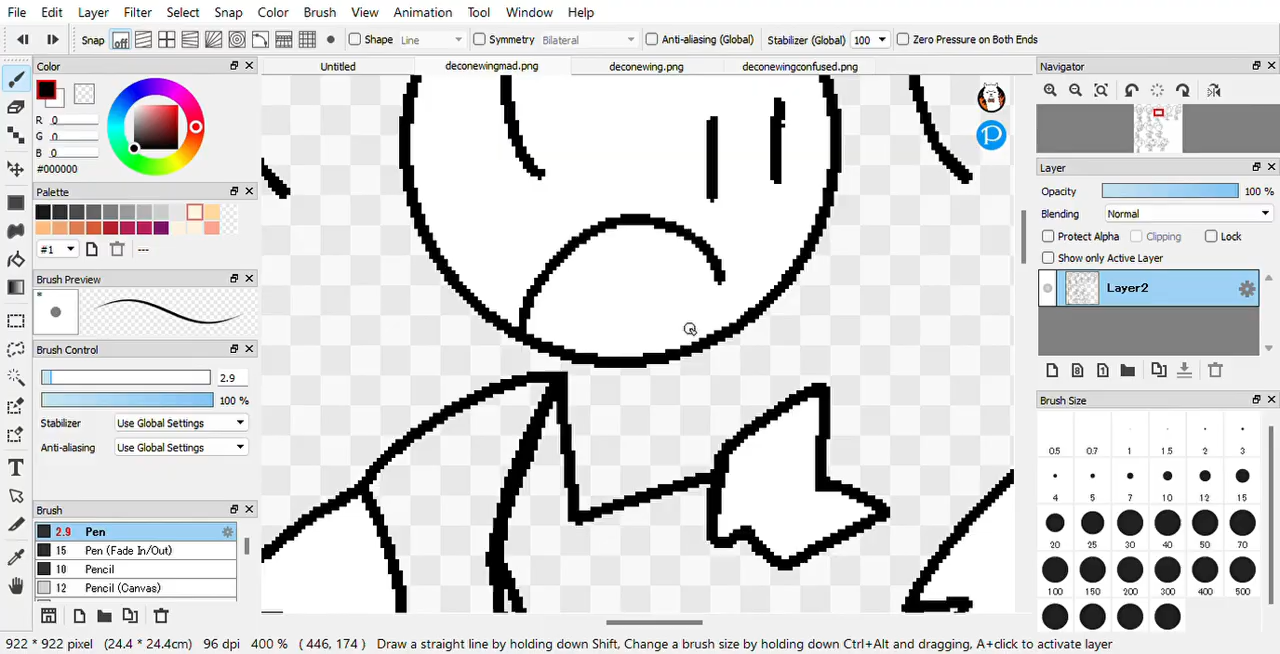 File Edit Layer Filter Select Snap Color Brush View Animation Tool Window Help
Snap off Shape Line Symmetry Bilateral Anti-aliasing (Global) Stabilizer (Global) 100 Zero Pressure on Both Ends
Color
R 0
G 0
B 0
#000000
Palette
#1 ---
Brush Preview
*
Brush Control
2.9
100 %
Stabilizer Use Global Settings
Anti-aliasing Use Global Settings
Brush
2.9 Pen
15 Pen (Fade In/Out)
10 Pencil
12 Pencil (Canvas)
Untitled deconewingmad.png deconewing.png deconewingconfused.png
Navigator
Layer
Opacity 100 %
Blending Normal
Protect Alpha Clipping Lock
Show only Active Layer
Layer2
Brush Size
0.5 0.7 1 1.5 2 3
4 5 7 10 12 15
20 25 30 40 50 70
100 150 200 300 400 500
922 * 922 pixel (24.4 * 24.4cm) 96 dpi 400 % ( 446, 174 ) Draw a straight line by holding down Shift, Change a brush size by holding down Ctrl+Alt and dragging, A+click to activate layer